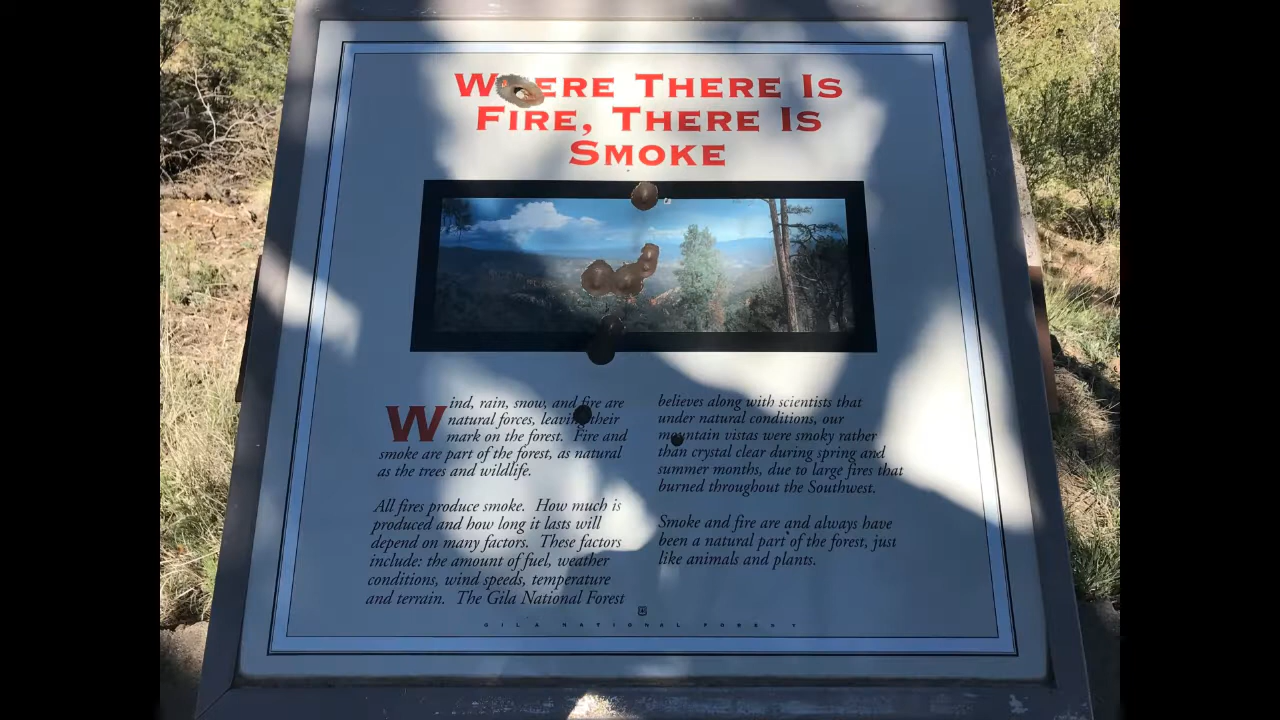 WHERE THERE IS
FIRE, THERE IS
SMOKE
Wind, rain, snow, and fire are
natural forces, leaving their
mark on the forest. Fire and
smoke are part of the forest, as natural
as the trees and wildlife.
All fires produce smoke. How much is
produced and how long it lasts will
depend on many factors. These factors
include: the amount of fuel, weather
conditions, wind speeds, temperature
and terrain. The Gila National Forest
believes along with scientists that
under natural conditions, our
mountain vistas were smoky rather
than crystal clear during spring and
summer months, due to large fires that
burned throughout the Southwest.
Smoke and fire are and always have
been a natural part of the forest, just
like animals and plants.
GILA NATIONAL FOREST